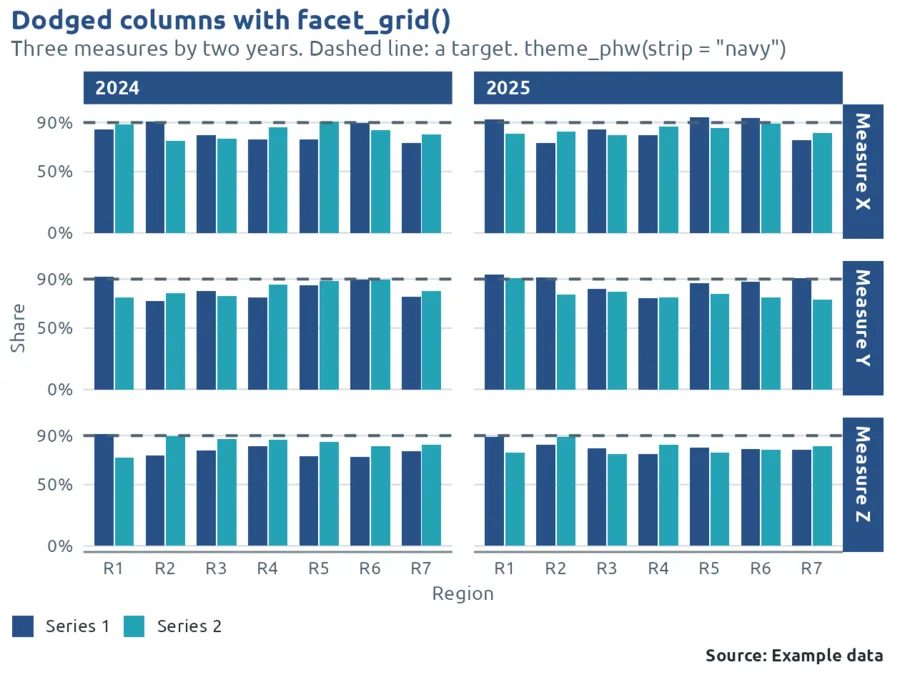 Dodged columns with facet_grid()
Three measures by two years. Dashed line: a target. theme_phw(strip = "navy")
2024
2025
90%
50%
0%
Measure X
90%
50%
0%
Measure Y
90%
50%
0%
Measure Z
Share
R1 R2 R3 R4 R5 R6 R7
R1 R2 R3 R4 R5 R6 R7
Region
Series 1
Series 2
Source: Example data